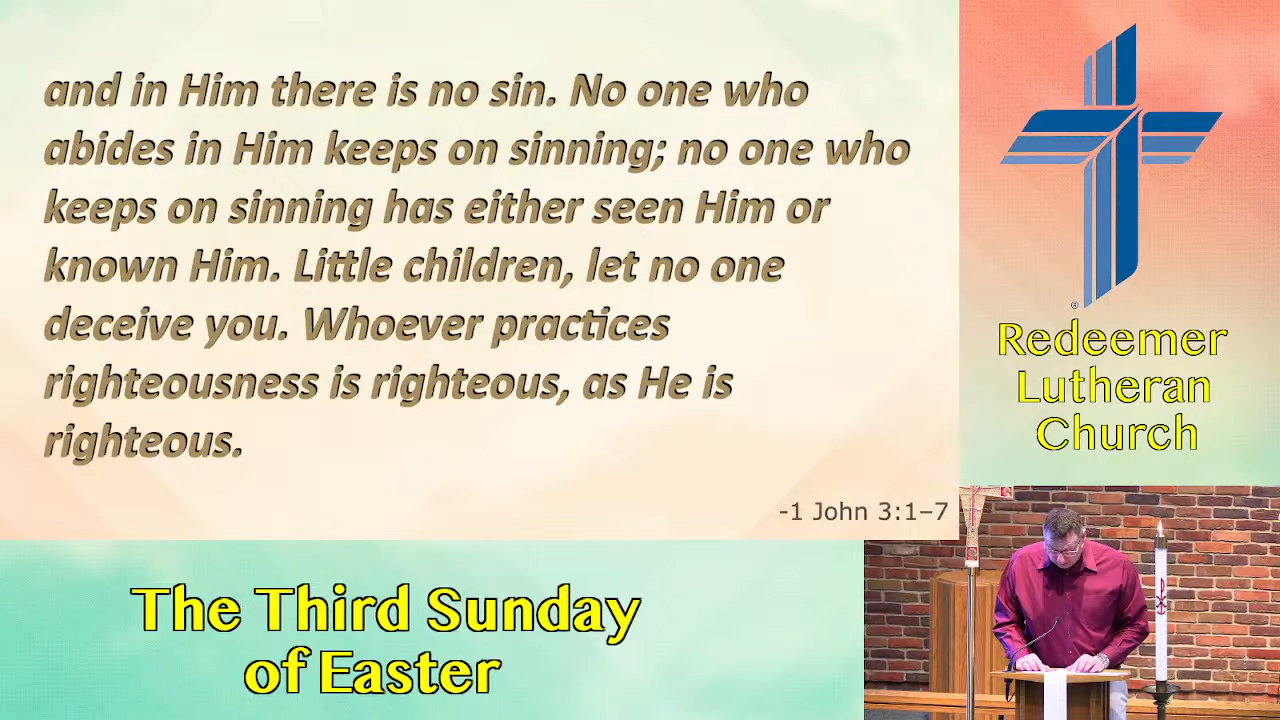 and in Him there is no sin. No one who
abides in Him keeps on sinning; no one who
keeps on sinning has either seen Him or
known Him. Little children, let no one
deceive you. Whoever practices
righteousness is righteous, as He is
righteous.
-1 John 3:1–7
®
Redeemer
Lutheran
Church
The Third Sunday
of Easter